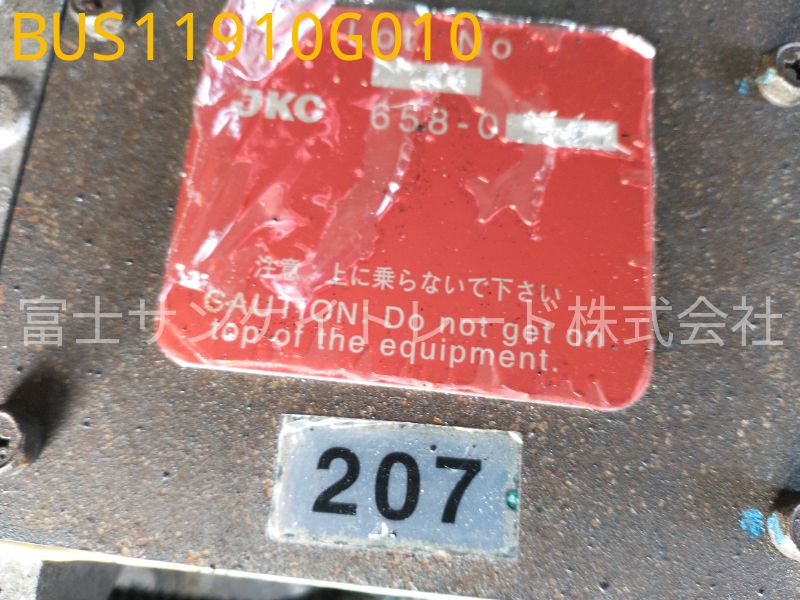 BUS11910G010
Lot. No
JKC
658-0
注意 上に乗らないで下さい
富士サンケイトレード株式会社
CAUTION! Do not get on
top of the equipment.
207